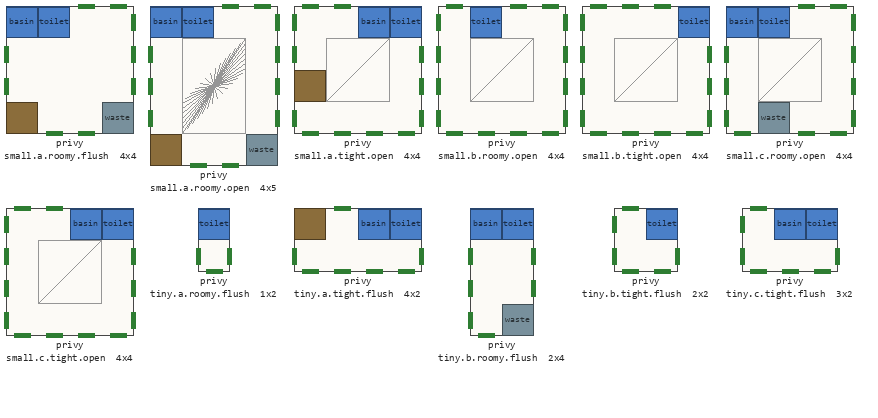 basin toilet
waste
privy
small.a.roomy.flush 4x4
basin toilet
waste
privy
small.a.roomy.open 4x5
basin toilet
privy
small.a.tight.open 4x4
toilet
privy
small.b.roomy.open 4x4
toilet
privy
small.b.tight.open 4x4
basin toilet
waste
privy
small.c.roomy.open 4x4
basin toilet
privy
small.c.tight.open 4x4
toilet
privy
tiny.a.roomy.flush 1x2
basin toilet
privy
tiny.a.tight.flush 4x2
basin toilet
waste
privy
tiny.b.roomy.flush 2x4
toilet
privy
tiny.b.tight.flush 2x2
basin toilet
privy
tiny.c.tight.flush 3x2